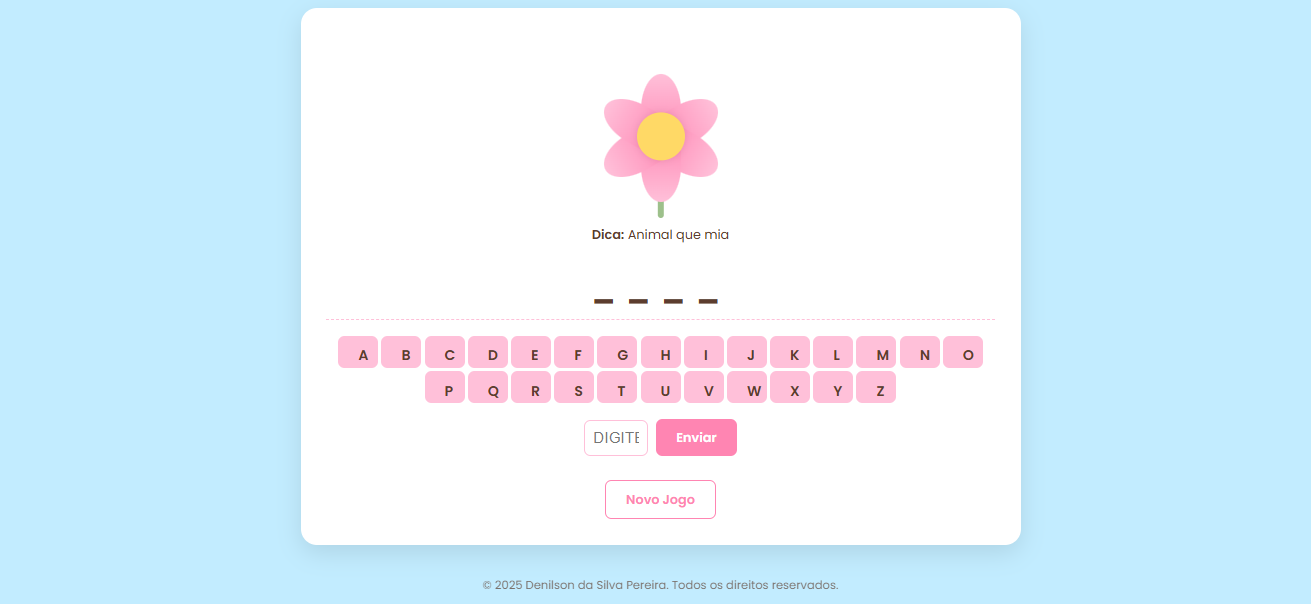 Dica: Animal que mia
_ _ _ _
A B C D E F G H I J K L M N O
P Q R S T U V W X Y Z
DIGITE Enviar
Novo Jogo
© 2025 Denilson da Silva Pereira. Todos os direitos reservados.